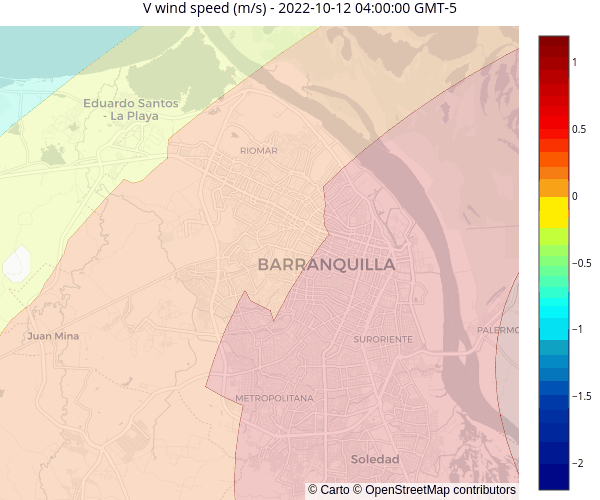 V wind speed (m/s) - 2022-10-12 04:00:00 GMT-5
Eduardo Santos
- La Playa
RIOMAR
BARRANQUILLA
Juan Mina
SURORIENTE
PALERMO
METROPOLITANA
Soledad
© Carto © OpenStreetMap contributors
1
0.5
0
−0.5
−1
−1.5
−2